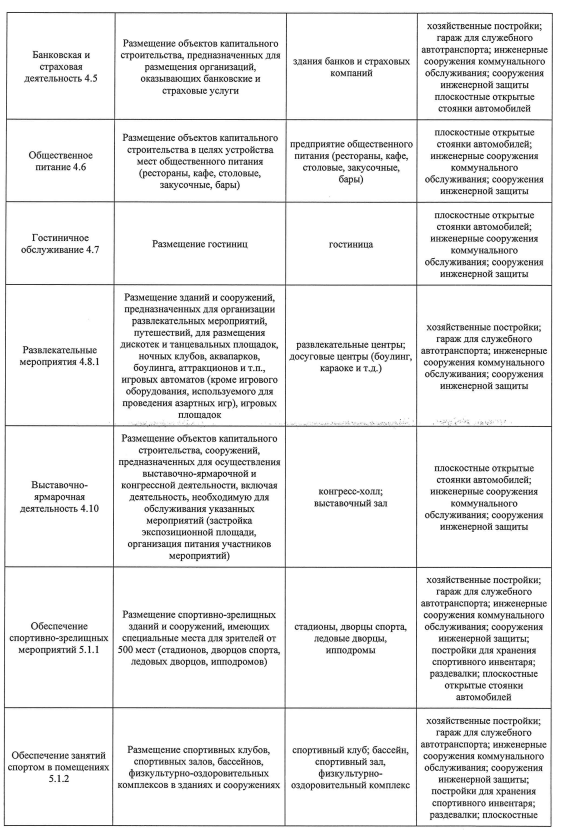 Банковская и
страховая
деятельность 4.5
Размещение объектов капитального
строительства, предназначенных для
размещения организаций,
оказывающих банковские и
страховые услуги
здания банков и страховых
компаний
хозяйственные постройки;
гараж для служебного
автотранспорта; инженерные
сооружения коммунального
обслуживания; сооружения
инженерной защиты
плоскостные открытые
стоянки автомобилей
Общественное
питание 4.6
Размещение объектов капитального
строительства в целях устройства
мест общественного питания
(рестораны, кафе, столовые,
закусочные, бары)
предприятие общественного
питания (рестораны, кафе,
столовые, закусочные,
бары)
плоскостные открытые
стоянки автомобилей;
инженерные сооружения
коммунального
обслуживания; сооружения
инженерной защиты
Гостиничное
обслуживание 4.7
Размещение гостиниц
гостиница
плоскостные открытые
стоянки автомобилей;
инженерные сооружения
коммунального
обслуживания; сооружения
инженерной защиты
Развлекательные
мероприятия 4.8.1
Размещение зданий и сооружений,
предназначенных для организации
развлекательных мероприятий,
путешествий, для размещения
дискотек и танцевальных площадок,
ночных клубов, аквапарков,
боулинга, аттракционов и т.п.,
игровых автоматов (кроме игрового
оборудования, используемого для
проведения азартных игр), игровых
площадок
развлекательные центры;
досуговые центры (боулинг,
караоке и т.д.)
хозяйственные постройки;
гараж для служебного
автотранспорта; инженерные
сооружения коммунального
обслуживания; сооружения
инженерной защиты
Выставочно-
ярмарочная
деятельность 4.10
Размещение объектов капитального
строительства, сооружений,
предназначенных для осуществления
выставочно-ярмарочной и
конгрессной деятельности, включая
деятельность, необходимую для
обслуживания указанных
мероприятий (застройка
экспозиционной площади,
организация питания участников
мероприятий)
конгресс-холл;
выставочный зал
плоскостные открытые
стоянки автомобилей;
инженерные сооружения
коммунального
обслуживания; сооружения
инженерной защиты
Обеспечение
спортивно-зрелищных
мероприятий 5.1.1
Размещение спортивно-зрелищных
зданий и сооружений, имеющих
специальные места для зрителей от
500 мест (стадионов, дворцов спорта,
ледовых дворцов, ипподромов)
стадионы, дворцы спорта,
ледовые дворцы,
ипподромы
хозяйственные постройки;
гараж для служебного
автотранспорта; инженерные
сооружения коммунального
обслуживания; сооружения
инженерной защиты;
постройки для хранения
спортивного инвентаря;
раздевалки; плоскостные
открытые стоянки
автомобилей
Обеспечение занятий
спортом в помещениях
5.1.2
Размещение спортивных клубов,
спортивных залов, бассейнов,
физкультурно-оздоровительных
комплексов в зданиях и сооружениях
спортивный клуб; бассейн,
спортивный зал,
физкультурно-
оздоровительный комплекс
хозяйственные постройки;
гараж для служебного
автотранспорта; инженерные
сооружения коммунального
обслуживания; сооружения
инженерной защиты;
постройки для хранения
спортивного инвентаря;
раздевалки; плоскостные